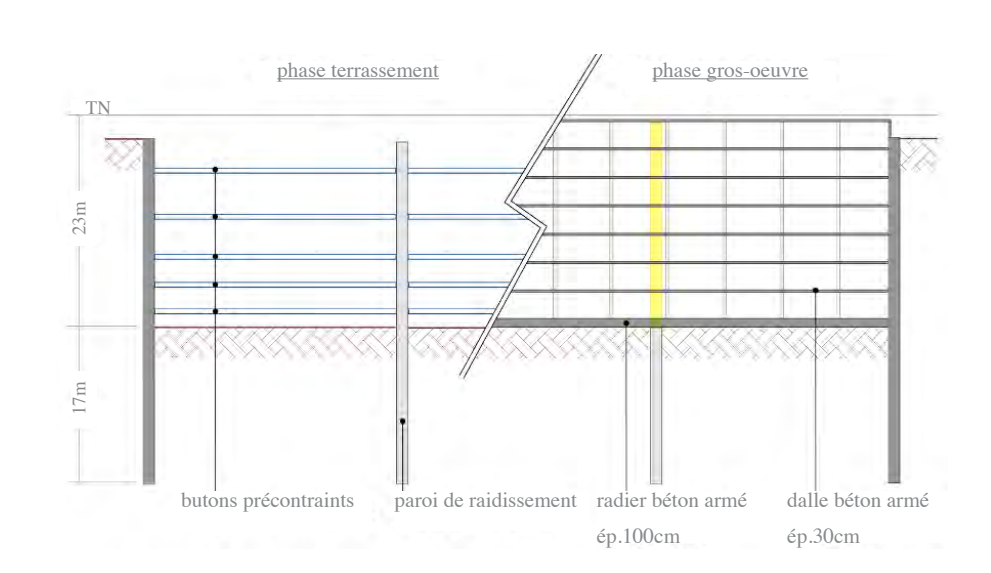 phase terrassement
phase gros-oeuvre
TN
23m
17m
butons précontraints
paroi de raidissement
radier béton armé
ép.100cm
dalle béton armé
ép.30cm